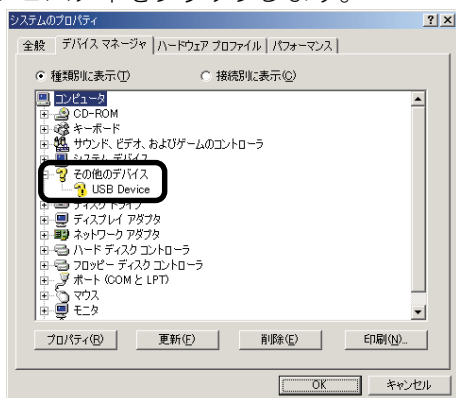 システムのプロパティ
全般 デバイス マネージャ ハードウェア プロファイル パフォーマンス
種類別に表示(T) 接続別に表示(C)
コンピュータ
CD-ROM
キーボード
サウンド、ビデオ、およびゲームのコントローラ
システム デバイス
その他のデバイス
USB Device
ディスク ドライブ
ディスプレイ アダプタ
ネットワーク アダプタ
ハード ディスク コントローラ
フロッピー ディスク コントローラ
ポート (COM と LPT)
マウス
モニタ
プロパティ(R) 更新(F) 削除(E) 印刷(N)...
OK キャンセル